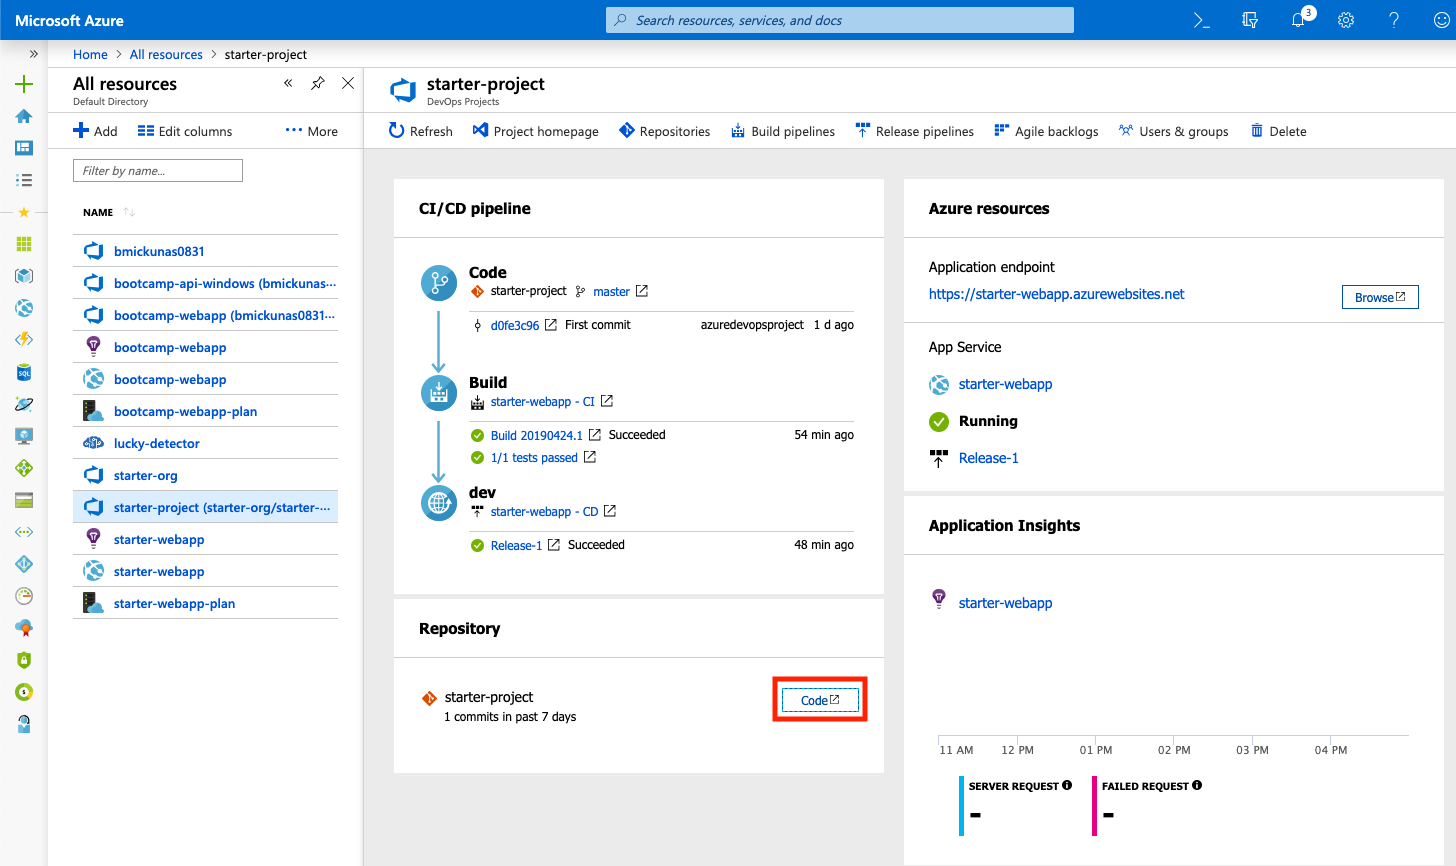 Microsoft Azure
Search resources, services, and docs
3
Home > All resources > starter-project
All resources
Default Directory
Add Edit columns More
Filter by name...
NAME
bmickunas0831
bootcamp-api-windows (bmickunas...
bootcamp-webapp (bmickunas0831...
bootcamp-webapp
bootcamp-webapp
bootcamp-webapp-plan
lucky-detector
starter-org
starter-project (starter-org/starter-...
starter-webapp
starter-webapp
starter-webapp-plan
starter-project
DevOps Projects
Refresh Project homepage Repositories Build pipelines Release pipelines Agile backlogs Users & groups Delete
CI/CD pipeline
Code
starter-project master
d0fe3c96 First commit azuredevopsproject 1 d ago
Build
starter-webapp - CI
Build 20190424.1 Succeeded 54 min ago
1/1 tests passed
dev
starter-webapp - CD
Release-1 Succeeded 48 min ago
Repository
starter-project
1 commits in past 7 days
Code
Azure resources
Application endpoint
https://starter-webapp.azurewebsites.net
Browse
App Service
starter-webapp
Running
Release-1
Application Insights
starter-webapp
11 AM 12 PM 01 PM 02 PM 03 PM 04 PM
SERVER REQUEST FAILED REQUEST
- -
SQL